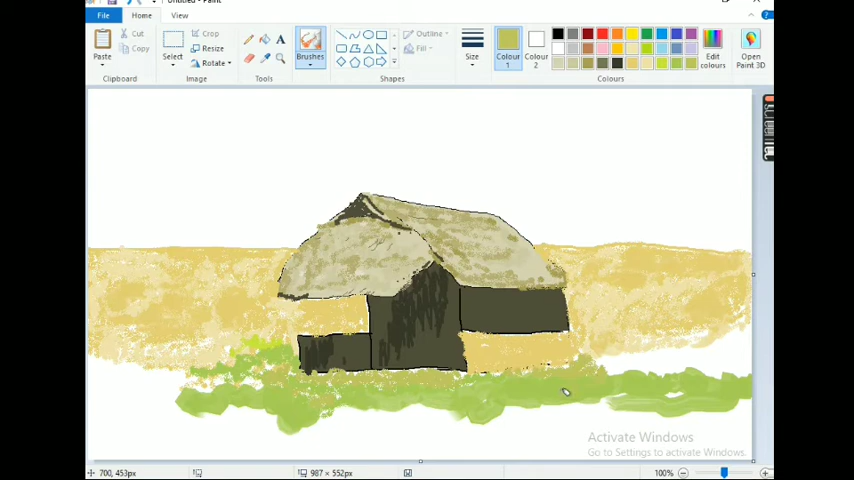 Untitled - Paint
File
Home
View
Paste
Cut
Copy
Clipboard
Select
Crop
Resize
Rotate
Image
A
Tools
Brushes
Outline
Fill
Shapes
Size
Colour
1
Colour
2
Edit
colours
Colours
Open
Paint 3D
Activate Windows
Go to Settings to activate Windows.
700, 453px
987 × 552px
100%